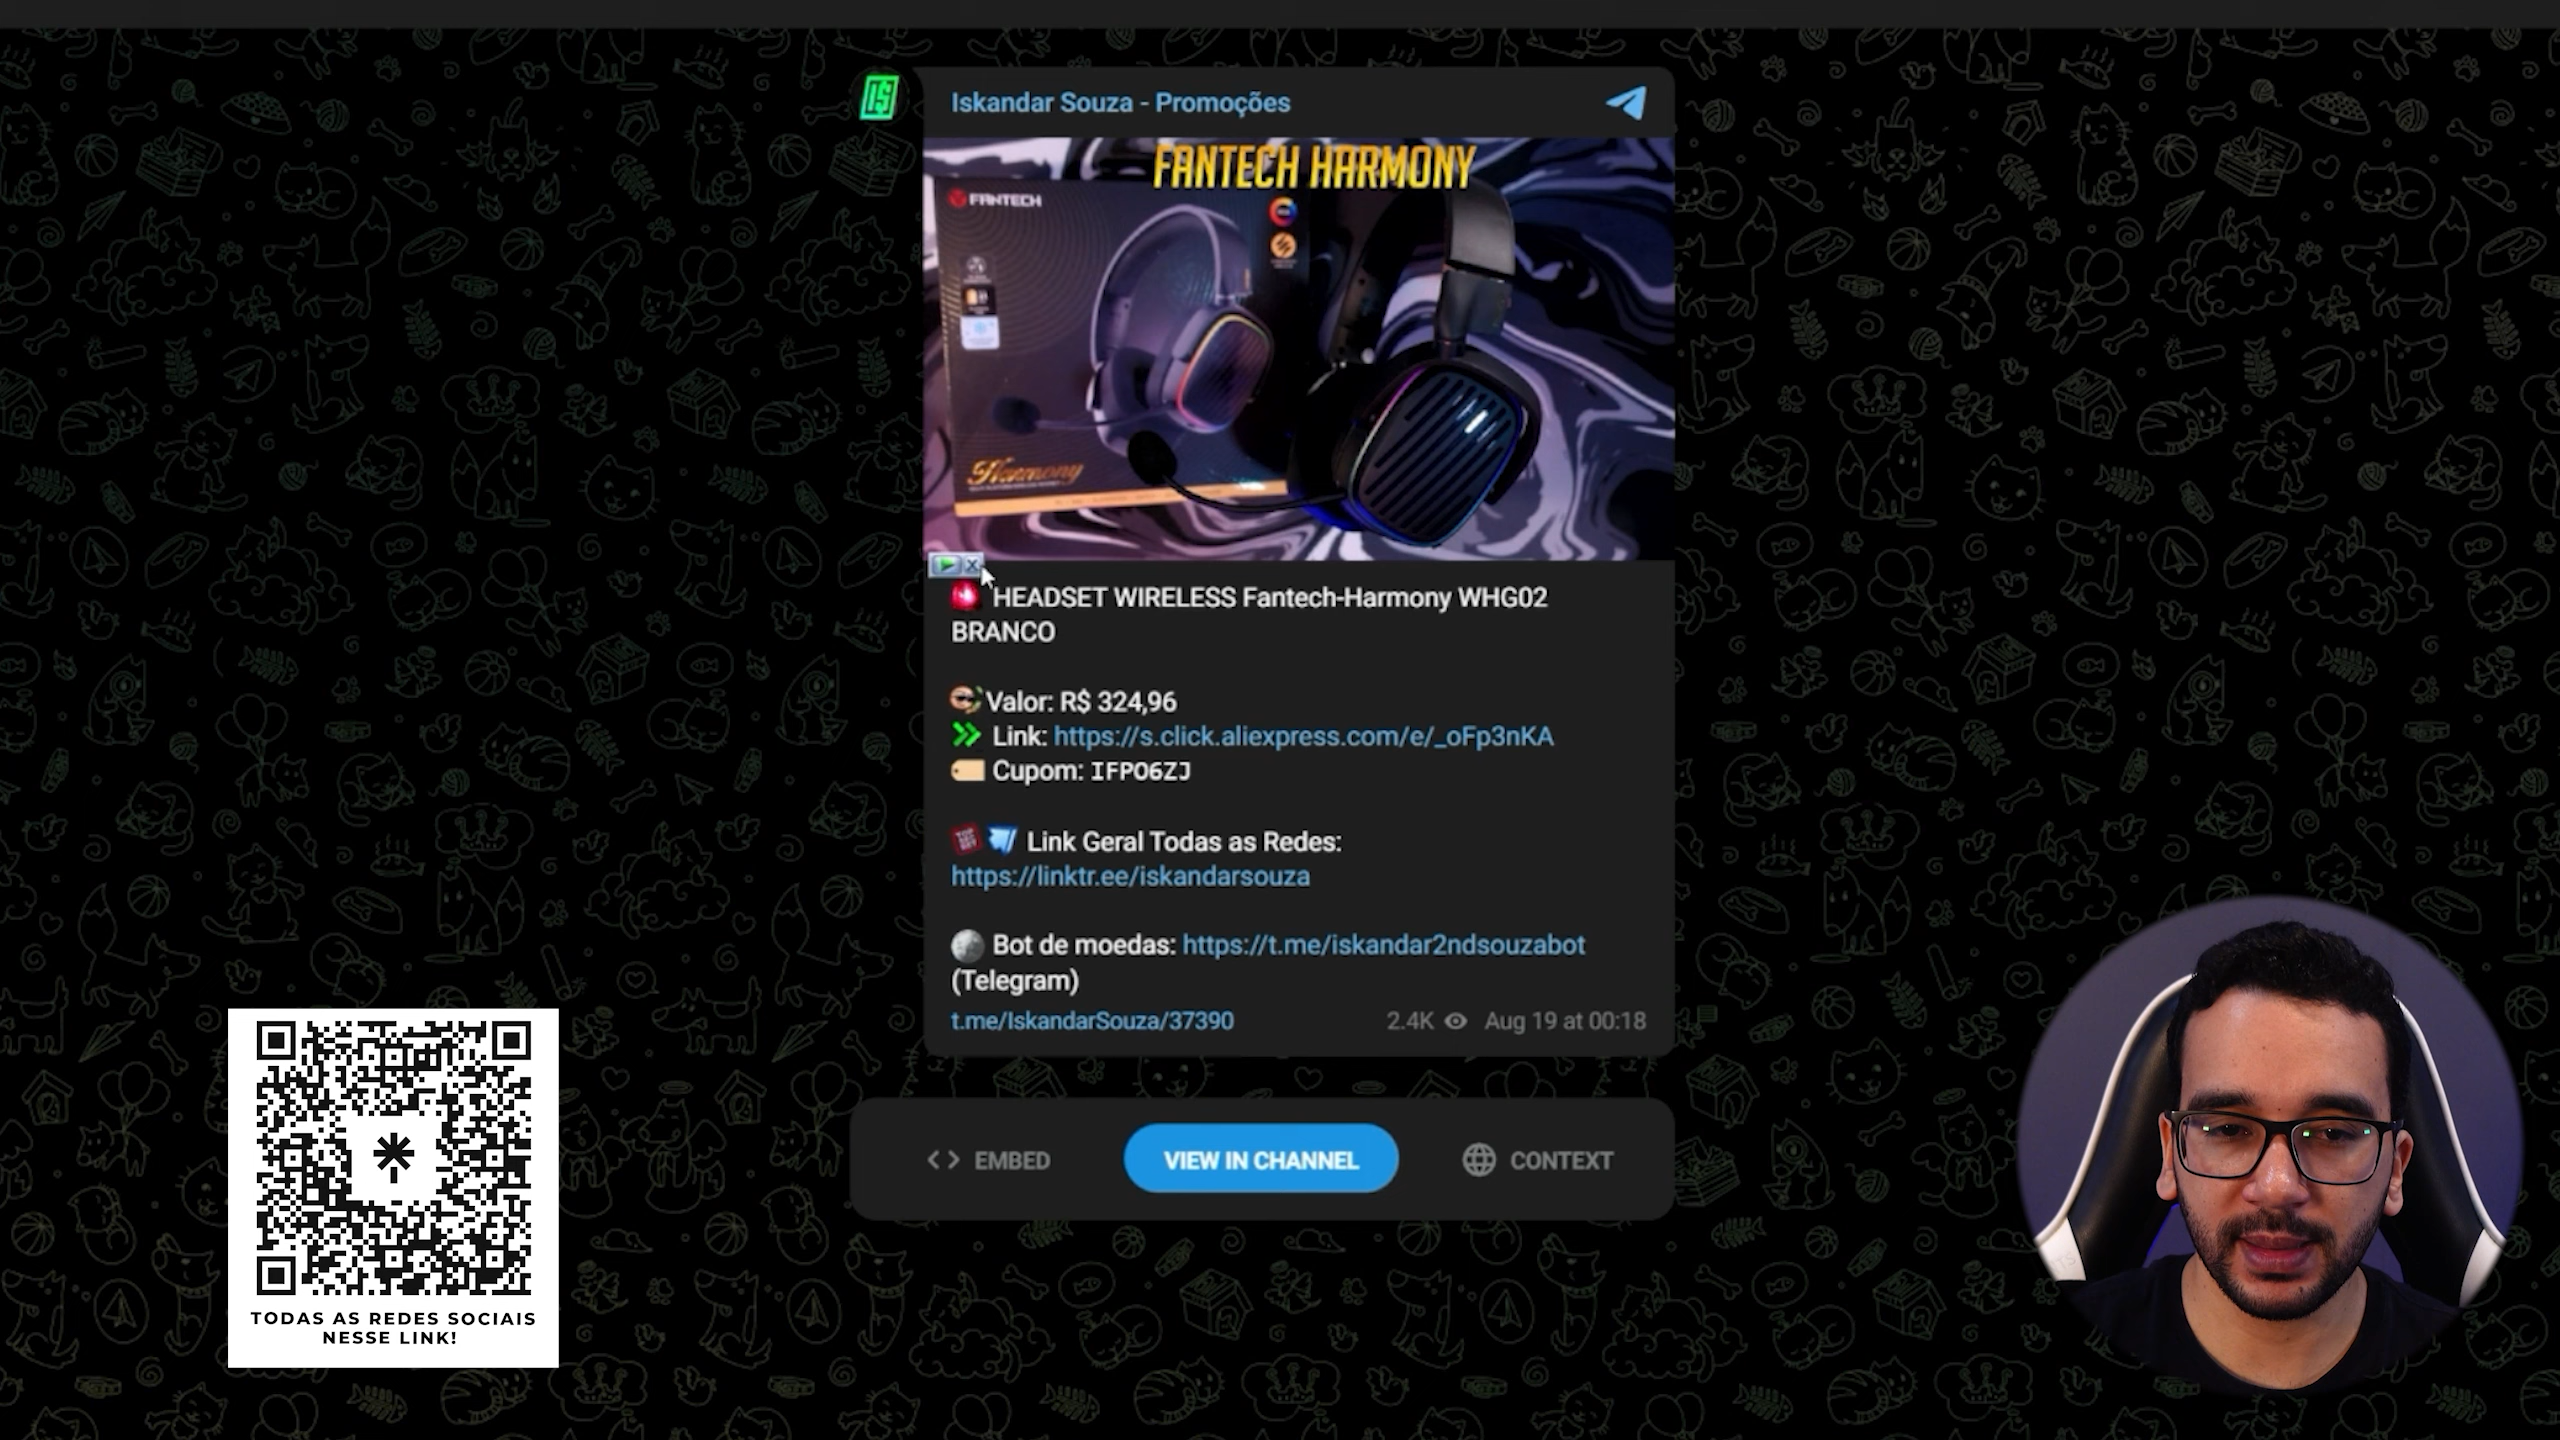 Iskandar Souza - Promoções
FANTECH HARMONY
FANTECH
Harmony
HEADSET WIRELESS Fantech-Harmony WHG02
BRANCO
Valor: R$ 324,96
Link: https://s.click.aliexpress.com/e/_oFp3nKA
Cupom: IFPO6ZJ
Link Geral Todas as Redes:
https://linktr.ee/iskandarsouza
Bot de moedas: https://t.me/iskandar2ndsouzabot
(Telegram)
t.me/IskandarSouza/37390 2.4K Aug 19 at 00:18
EMBED VIEW IN CHANNEL CONTEXT
TODAS AS REDES SOCIAIS
NESSE LINK!